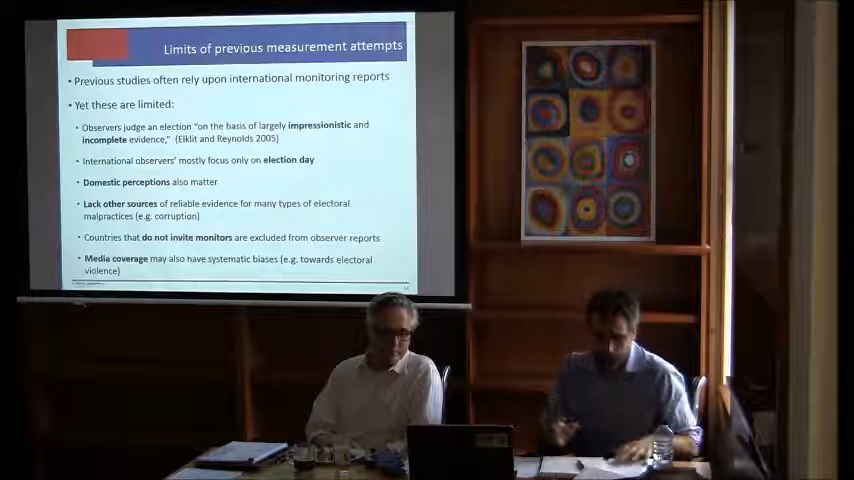 Limits of previous measurement attempts
• Previous studies often rely upon international monitoring reports
• Yet these are limited:
• Observers judge an election “on the basis of largely impressionistic and
incomplete evidence,” (Elklit and Reynolds 2005)
• International observers’ mostly focus only on election day
• Domestic perceptions also matter
• Lack other sources of reliable evidence for many types of electoral
malpractices (e.g. corruption)
• Countries that do not invite monitors are excluded from observer reports
• Media coverage may also have systematic biases (e.g. towards electoral
violence)